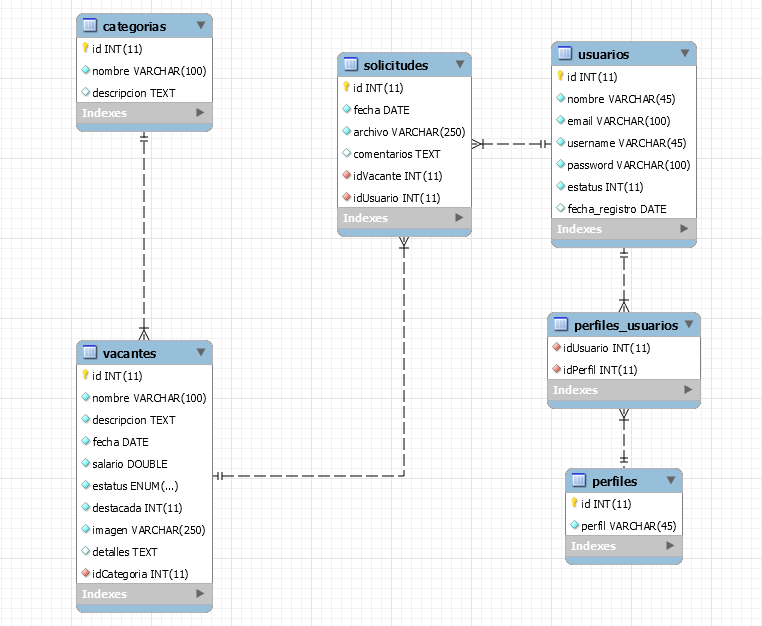 categorias
id INT(11)
nombre VARCHAR(100)
descripcion TEXT
Indexes
solicitudes
id INT(11)
fecha DATE
archivo VARCHAR(250)
comentarios TEXT
idVacante INT(11)
idUsuario INT(11)
Indexes
usuarios
id INT(11)
nombre VARCHAR(45)
email VARCHAR(100)
username VARCHAR(45)
password VARCHAR(100)
estatus INT(11)
fecha_registro DATE
Indexes
vacantes
id INT(11)
nombre VARCHAR(100)
descripcion TEXT
fecha DATE
salario DOUBLE
estatus ENUM(...)
destacada INT(11)
imagen VARCHAR(250)
detalles TEXT
idCategoria INT(11)
Indexes
perfiles_usuarios
idUsuario INT(11)
idPerfil INT(11)
Indexes
perfiles
id INT(11)
perfil VARCHAR(45)
Indexes